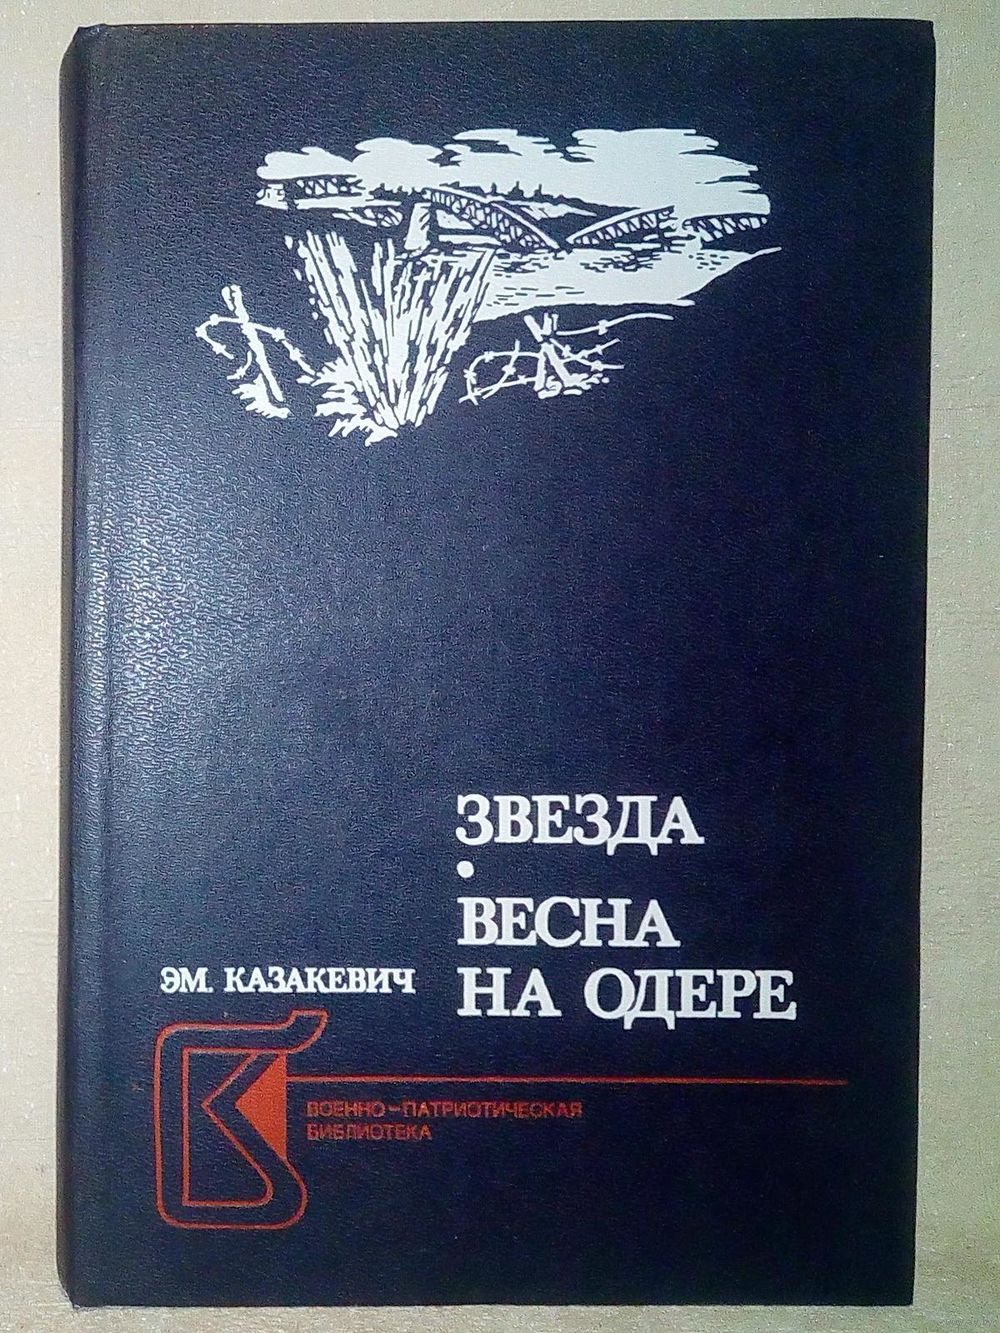 ЗВЕЗДА
•
ВЕСНА
НА ОДЕРЕ
ЭМ. КАЗАКЕВИЧ
ВОЕННО-ПАТРИОТИЧЕСКАЯ
БИБЛИОТЕКА